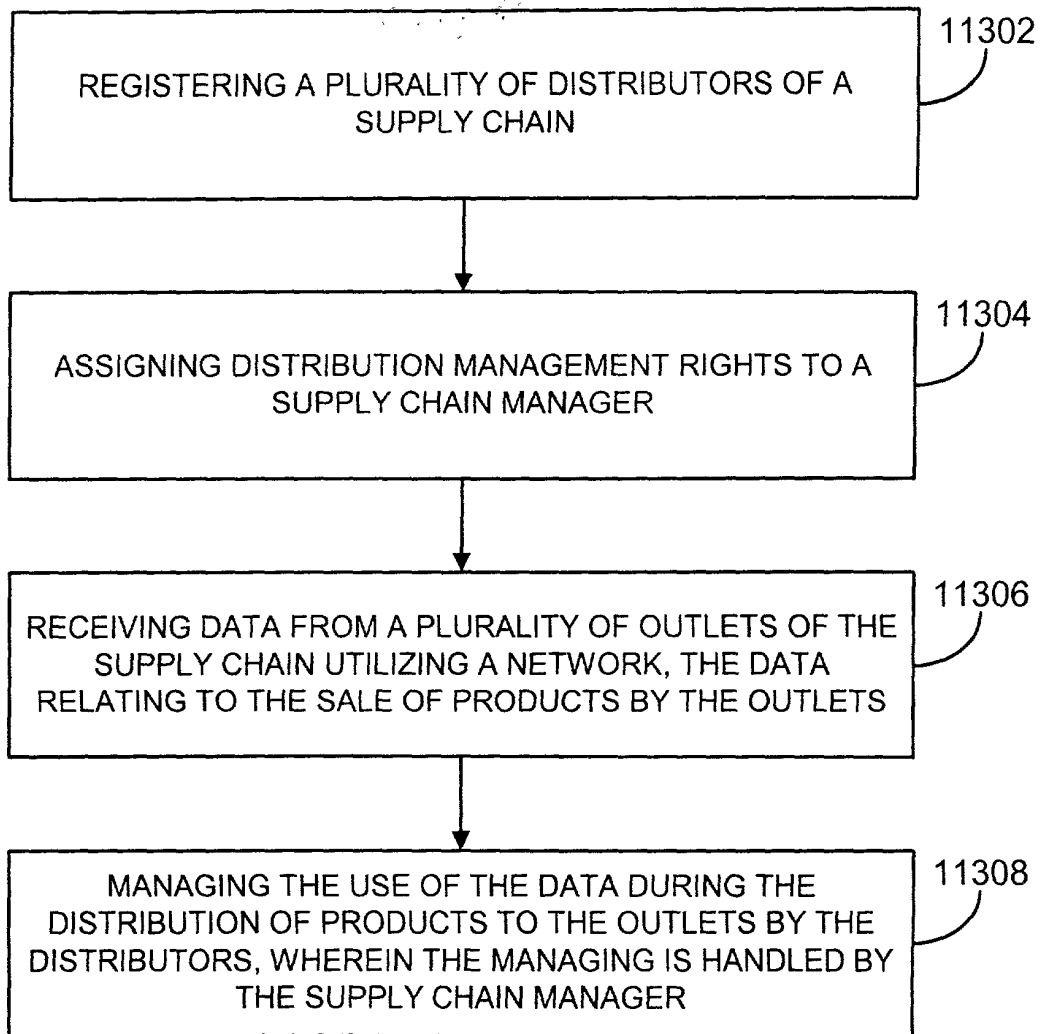 11302
REGISTERING A PLURALITY OF DISTRIBUTORS OF A
SUPPLY CHAIN
11304
ASSIGNING DISTRIBUTION MANAGEMENT RIGHTS TO A
SUPPLY CHAIN MANAGER
11306
RECEIVING DATA FROM A PLURALITY OF OUTLETS OF THE
SUPPLY CHAIN UTILIZING A NETWORK, THE DATA
RELATING TO THE SALE OF PRODUCTS BY THE OUTLETS
11308
MANAGING THE USE OF THE DATA DURING THE
DISTRIBUTION OF PRODUCTS TO THE OUTLETS BY THE
DISTRIBUTORS, WHEREIN THE MANAGING IS HANDLED BY
THE SUPPLY CHAIN MANAGER